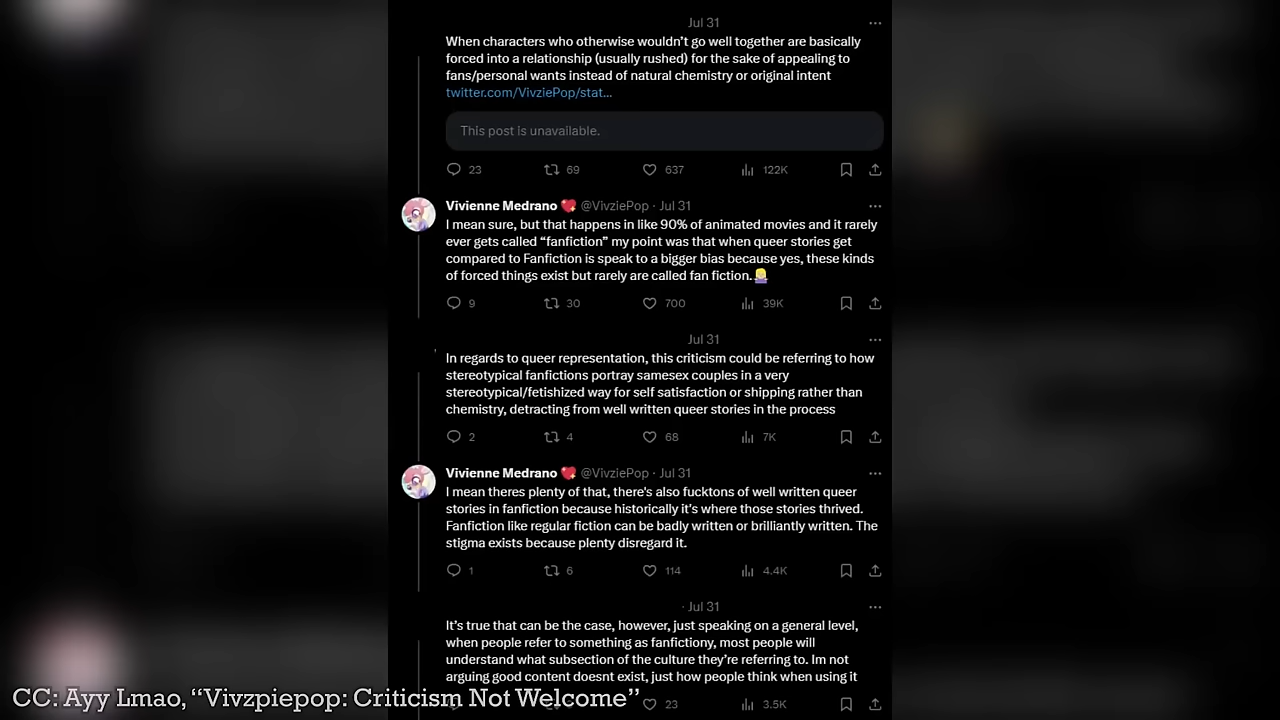 Jul 31
When characters who otherwise wouldn't go well together are basically
forced into a relationship (usually rushed) for the sake of appealing to
fans/personal wants instead of natural chemistry or original intent
twitter.com/VivziePop/stat...
This post is unavailable.
23 69 637 122K
Vivienne Medrano @VivziePop · Jul 31
I mean sure, but that happens in like 90% of animated movies and it rarely
ever gets called “fanfiction” my point was that when queer stories get
compared to Fanfiction is speak to a bigger bias because yes, these kinds
of forced things exist but rarely are called fan fiction.
9 30 700 39K
Jul 31
In regards to queer representation, this criticism could be referring to how
stereotypical fanfictions portray samesex couples in a very
stereotypical/fetishized way for self satisfaction or shipping rather than
chemistry, detracting from well written queer stories in the process
2 4 68 7K
Vivienne Medrano @VivziePop · Jul 31
I mean theres plenty of that, there's also fucktons of well written queer
stories in fanfiction because historically it's where those stories thrived.
Fanfiction like regular fiction can be badly written or brilliantly written. The
stigma exists because plenty disregard it.
1 6 114 4.4K
· Jul 31
It's true that can be the case, however, just speaking on a general level,
when people refer to something as fanfictiony, most people will
understand what subsection of the culture they're referring to. Im not
arguing good content doesnt exist, just how people think when using it
23 3.5K
CC: Ayy Lmao, “Vivzpiepop: Criticism Not Welcome”